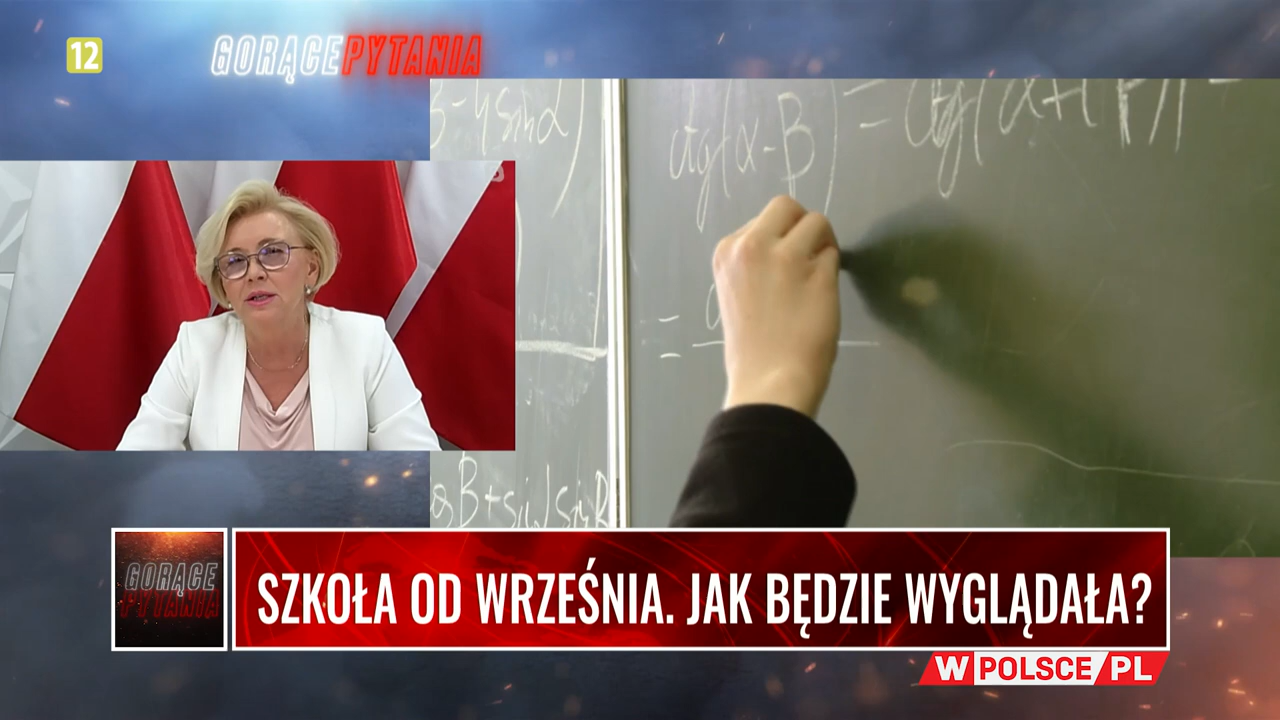 12
GORĄCE PYTANIA
GORĄCE
PYTANIA
SZKOŁA OD WRZEŚNIA. JAK BĘDZIE WYGLĄDAŁA?
WPOLSCE.PL